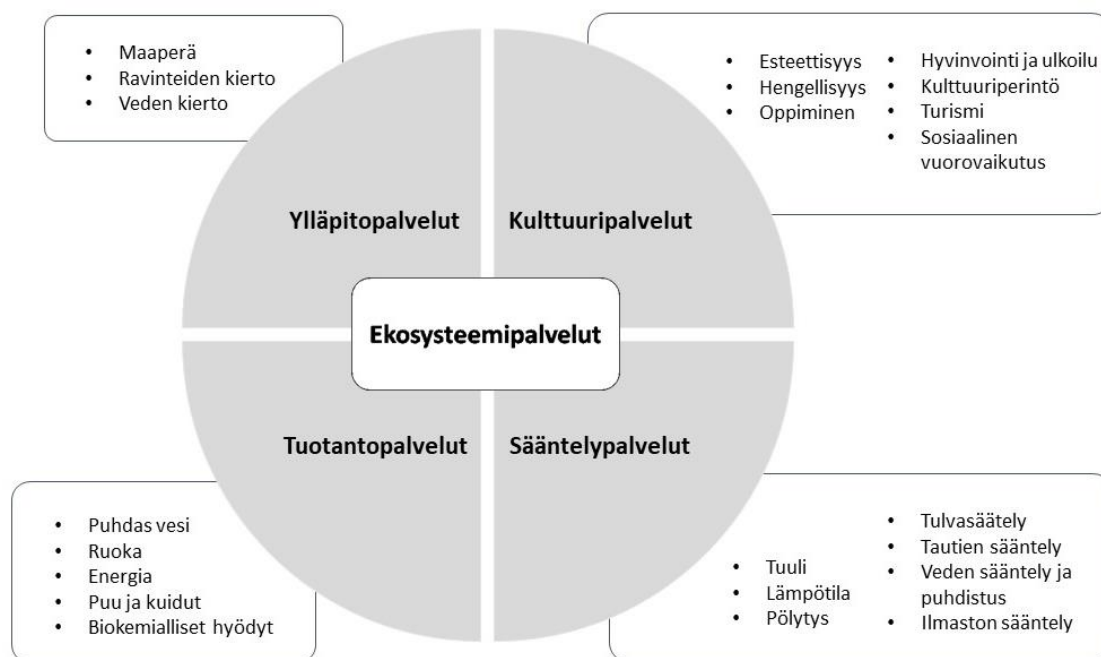 • Maaperä
• Ravinteiden kierto
• Veden kierto
• Esteettisyys
• Hengellisyys
• Oppiminen
• Hyvinvointi ja ulkoilu
• Kulttuuriperintö
• Turismi
• Sosiaalinen
vuorovaikutus
Ylläpitopalvelut
Kulttuuripalvelut
Ekosysteemipalvelut
Tuotantopalvelut
Sääntelypalvelut
• Puhdas vesi
• Ruoka
• Energia
• Puu ja kuidut
• Biokemialliset hyödyt
• Tuuli
• Lämpötila
• Pölytys
• Tulvasäätely
• Tautien sääntely
• Veden sääntely ja
puhdistus
• Ilmaston sääntely